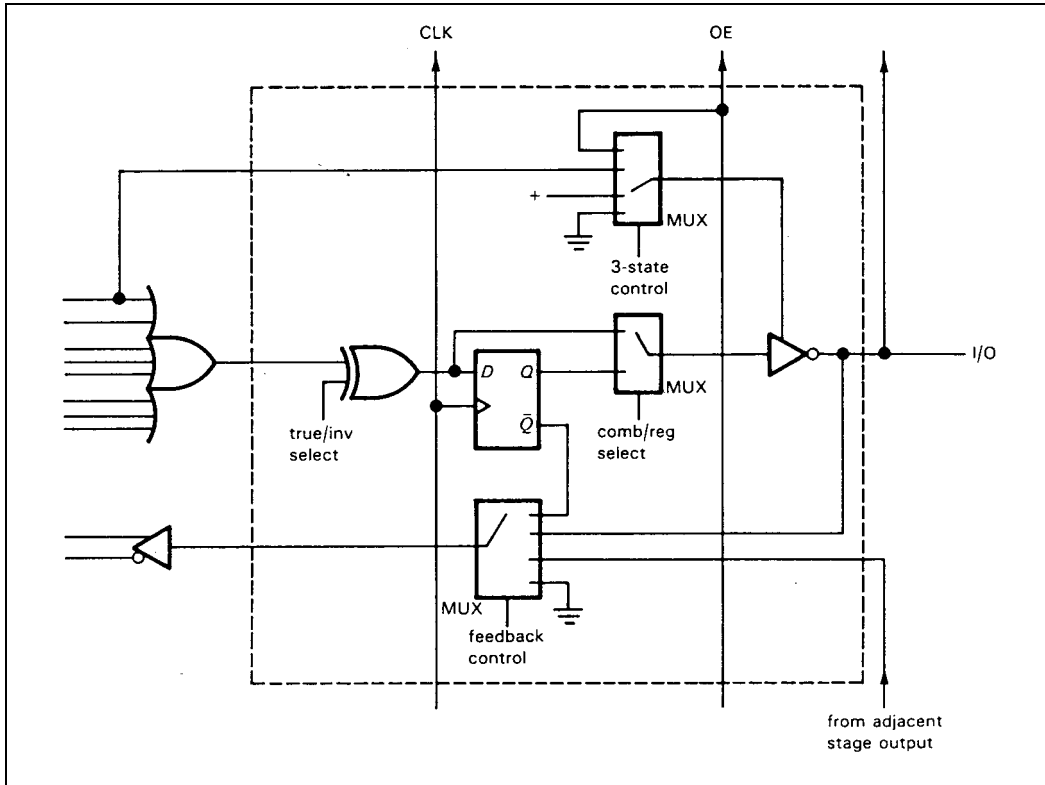 CLK
OE
+
MUX
3-state
control
I/O
D Q
MUX
Q̅
true/inv
select
comb/reg
select
MUX
feedback
control
from adjacent
stage output